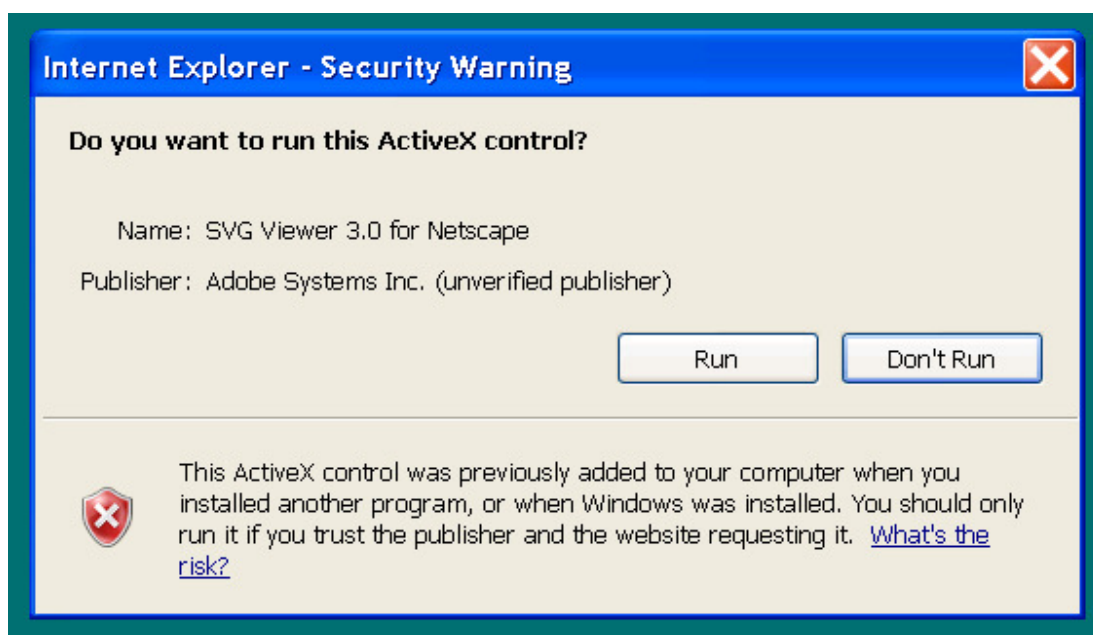 Internet Explorer - Security Warning
Do you want to run this ActiveX control?
Name: SVG Viewer 3.0 for Netscape
Publisher: Adobe Systems Inc. (unverified publisher)
Run Don't Run
This ActiveX control was previously added to your computer when you
installed another program, or when Windows was installed. You should only
run it if you trust the publisher and the website requesting it. What's the
risk?